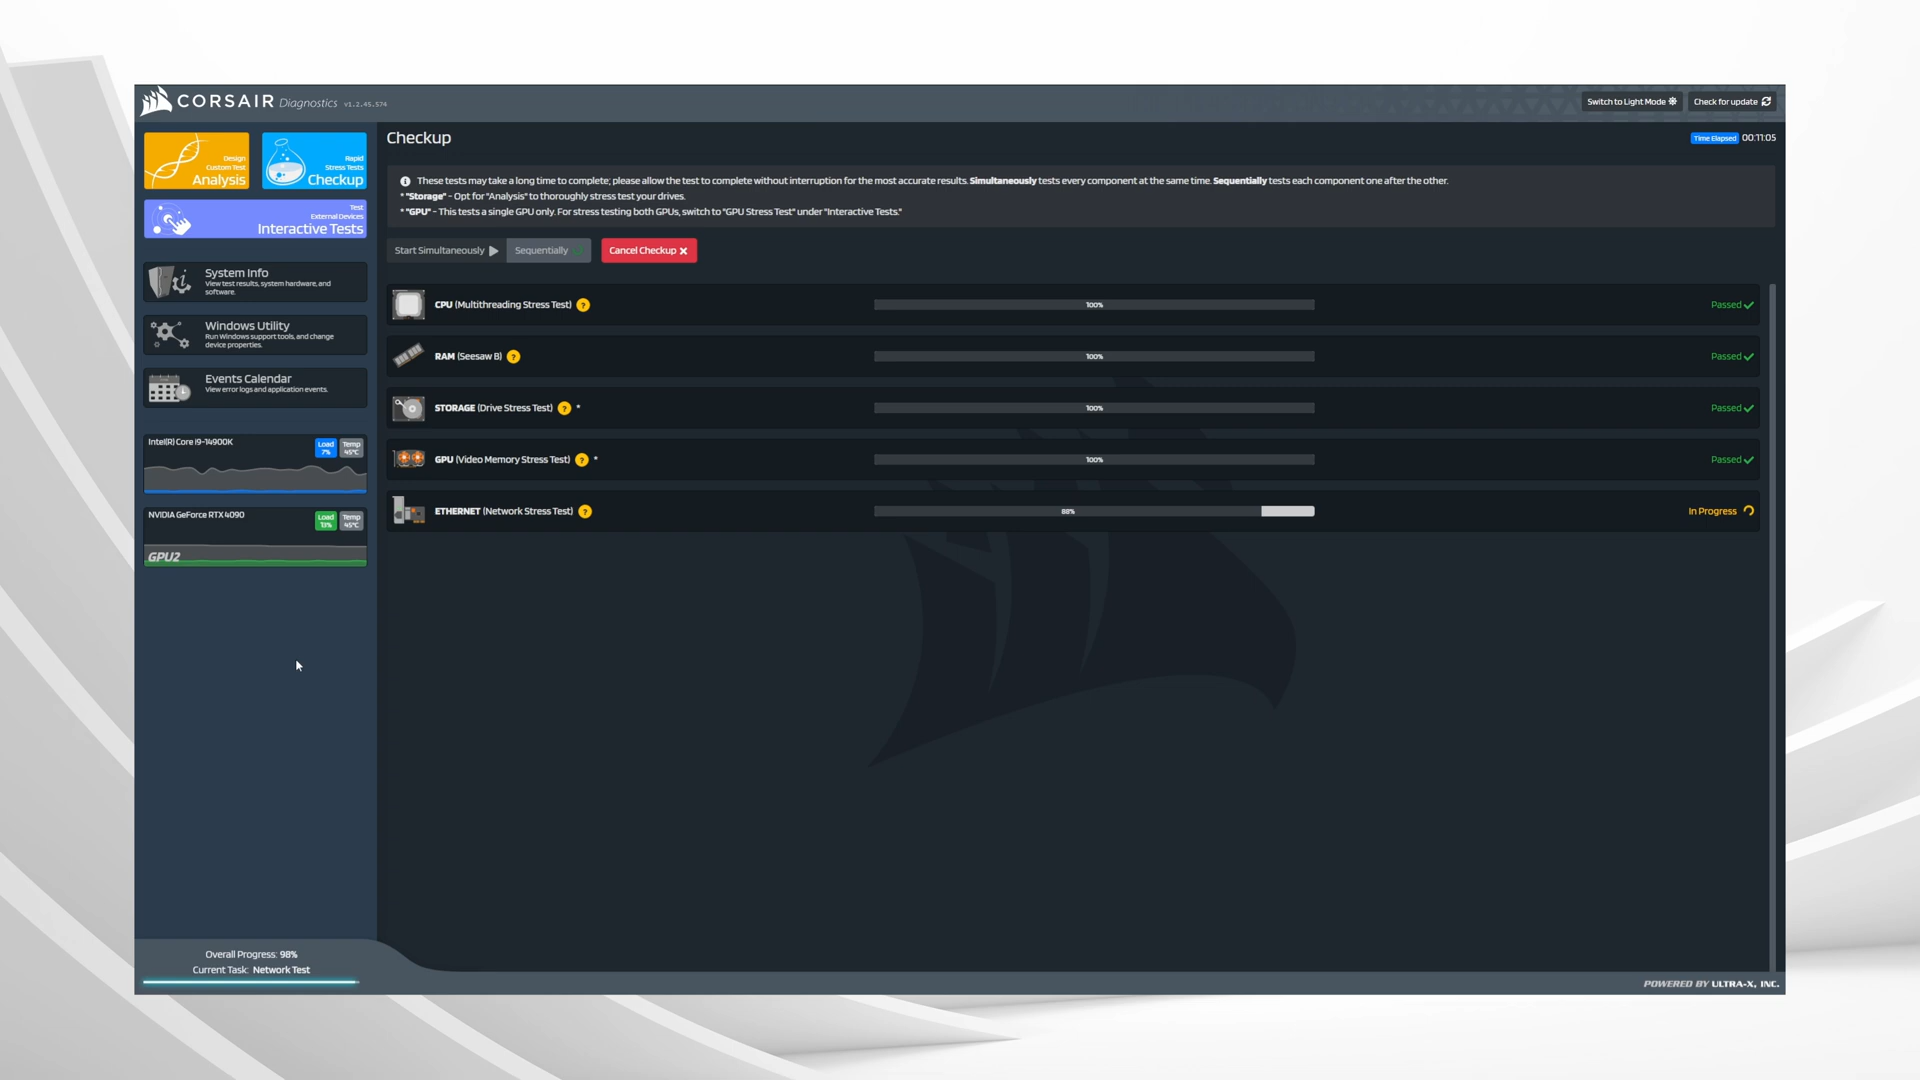 CORSAIR Diagnostics v1.2.45.574
Switch to Light Mode
Check for update
Design
Custom Test
Analysis
Rapid
Stress Tests
Checkup
Test
External Devices
Interactive Tests
System Info
View test results, system hardware, and
software.
Windows Utility
Run Windows support tools, and change
device properties.
Events Calendar
View error logs and application events.
Intel(R) Core i9-14900K
Load
7%
Temp
45°C
NVIDIA GeForce RTX 4090
Load
13%
Temp
45°C
GPU2
Overall Progress: 98%
Current Task: Network Test
Checkup
Time Elapsed 00:11:05
These tests may take a long time to complete; please allow the test to complete without interruption for the most accurate results. Simultaneously tests every component at the same time. Sequentially tests each component one after the other.
* "Storage" - Opt for "Analysis" to thoroughly stress test your drives.
* "GPU" - This tests a single GPU only. For stress testing both GPUs, switch to "GPU Stress Test" under "Interactive Tests."
Start Simultaneously
Sequentially
Cancel Checkup
CPU (Multithreading Stress Test) ? 100% Passed
RAM (Seesaw B) ? 100% Passed
STORAGE (Drive Stress Test) ? * 100% Passed
GPU (Video Memory Stress Test) ? * 100% Passed
ETHERNET (Network Stress Test) ? 88% In Progress
POWERED BY ULTRA-X, INC.